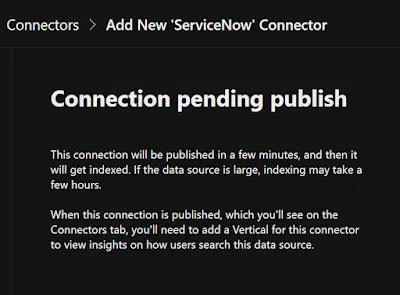 Connectors > Add New 'ServiceNow' Connector
Connection pending publish
This connection will be published in a few minutes, and then it
will get indexed. If the data source is large, indexing may take a
few hours.
When this connection is published, which you'll see on the
Connectors tab, you'll need to add a Vertical for this connector
to view insights on how users search this data source.